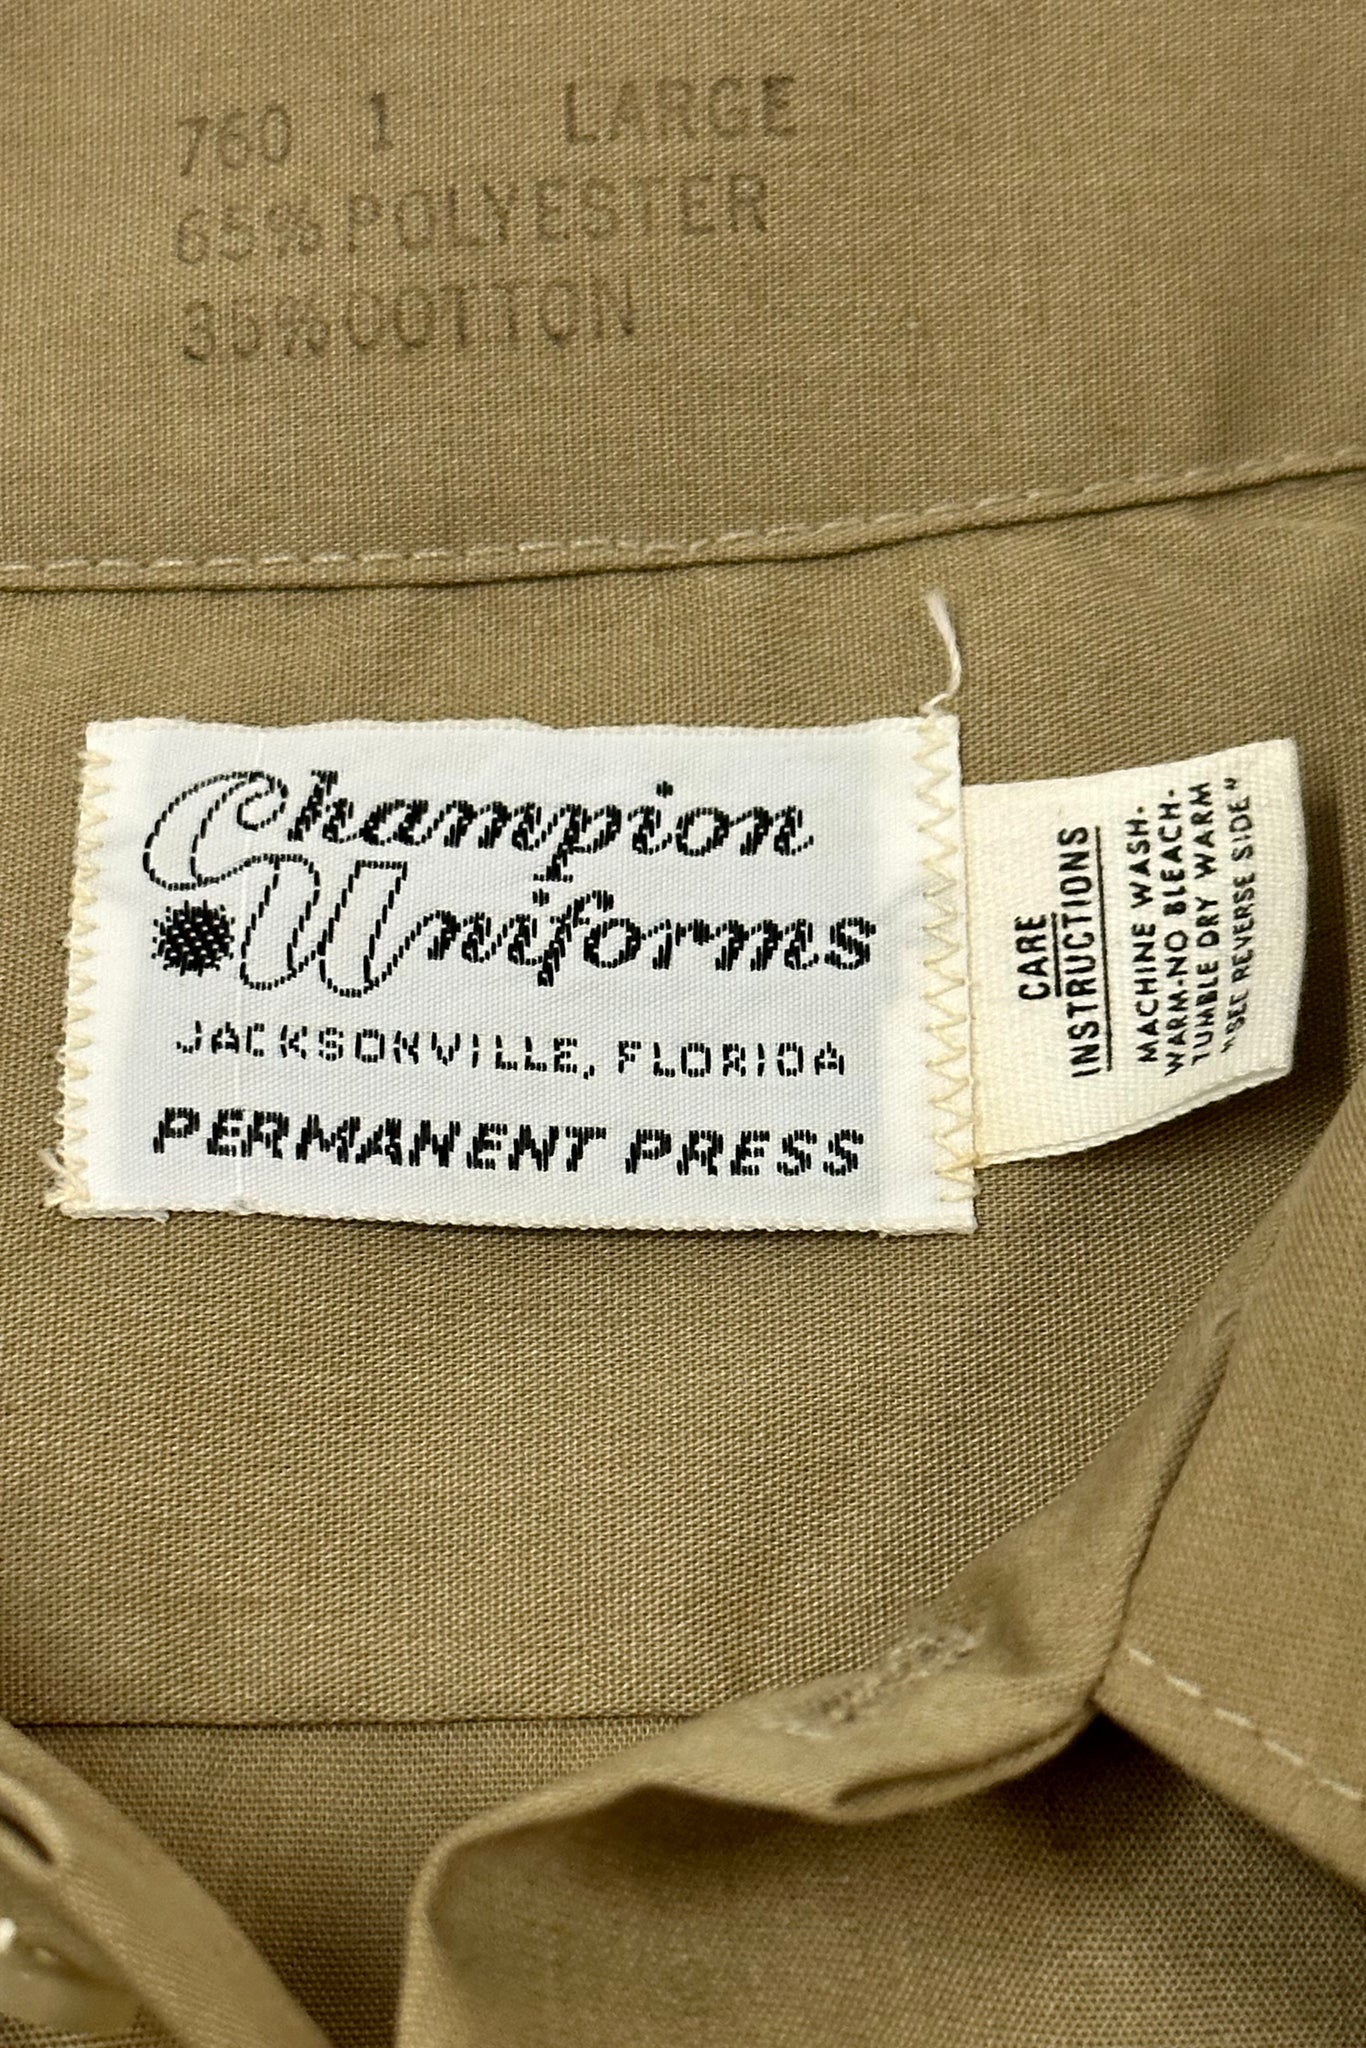 760 1 LARGE
65% POLYESTER
35% COTTON
Champion
Uniforms
JACKSONVILLE, FLORIDA
PERMANENT PRESS
CARE
INSTRUCTIONS
MACHINE WASH.
WARM-NO BLEACH-
TUMBLE DRY WARM
"SEE REVERSE SIDE"